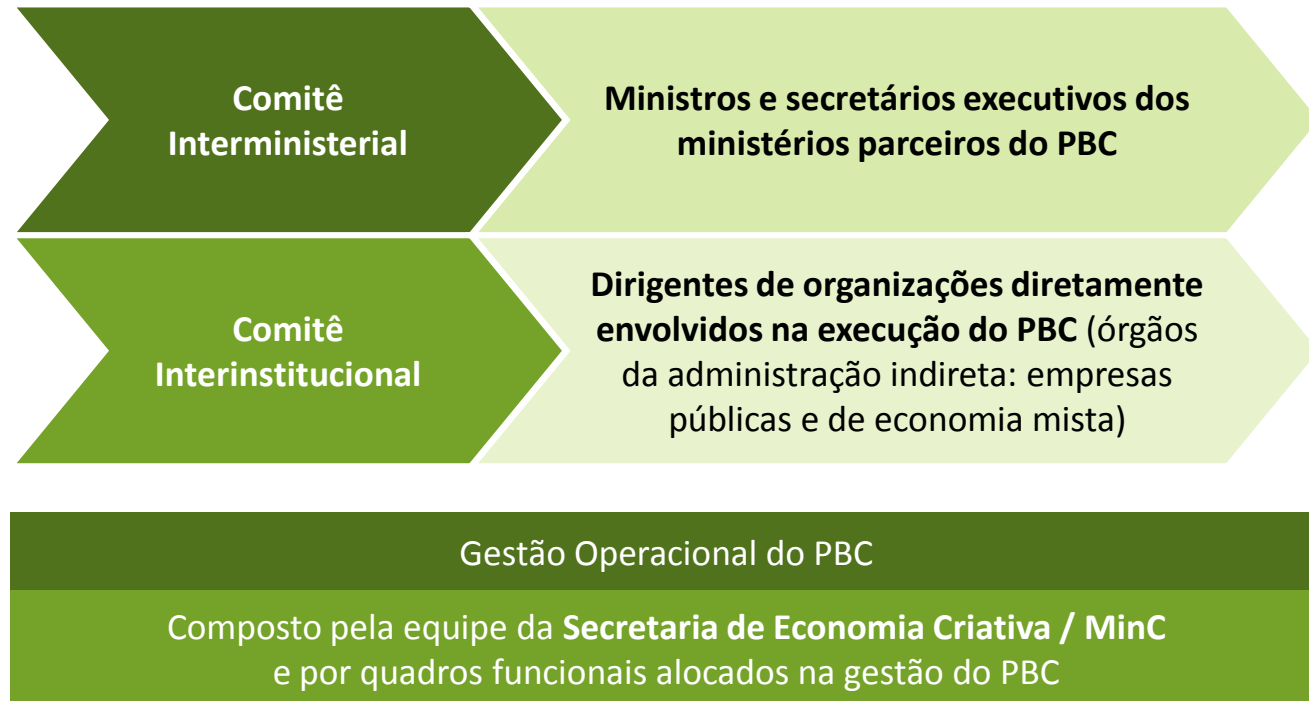 Comitê
Interministerial
Ministros e secretários executivos dos
ministérios parceiros do PBC
Comitê
Interinstitucional
Dirigentes de organizações diretamente
envolvidos na execução do PBC (órgãos
da administração indireta: empresas
públicas e de economia mista)
Gestão Operacional do PBC
Composto pela equipe da Secretaria de Economia Criativa / MinC
e por quadros funcionais alocados na gestão do PBC